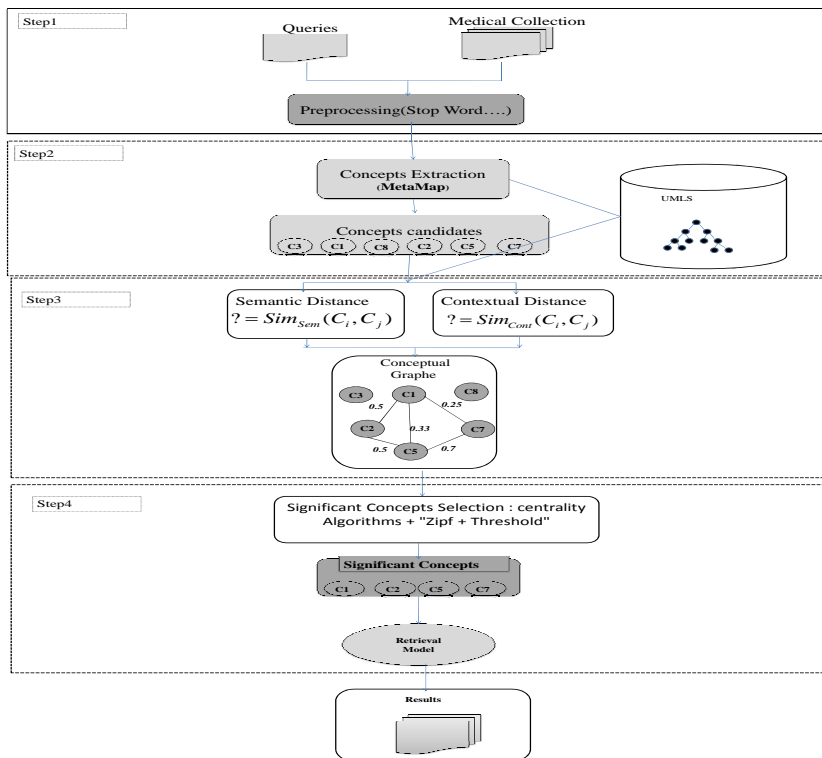 Step1
Queries
Medical Collection
Preprocessing(Stop Word....)
Step2
Concepts Extraction
(MetaMap)
UMLS
Concepts candidates
C3 C1 C8 C2 C5 C7
Step3
Semantic Distance
? = Sim_Sem (C_i, C_j)
Contextual Distance
? = Sim_Cont (C_i, C_j)
Conceptual
Graphe
C3 C1 C8
0.5 0.25
C2 0.33 C7
0.5 C5 0.7
Step4
Significant Concepts Selection : centrality
Algorithms + "Zipf + Threshold"
Significant Concepts
C1 C2 C5 C7
Retrieval
Model
Results